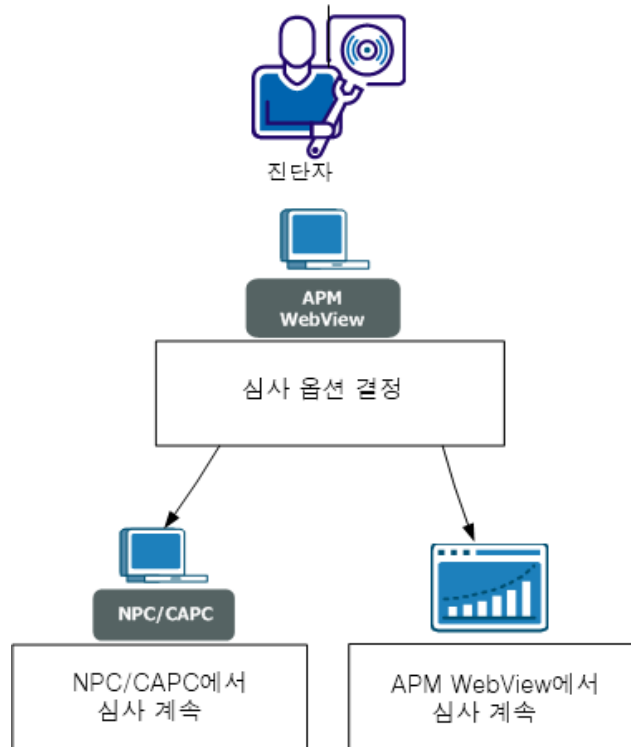 진단자
APM
WebView
심사 옵션 결정
NPC/CAPC
NPC/CAPC에서
심사 계속
APM WebView에서
심사 계속